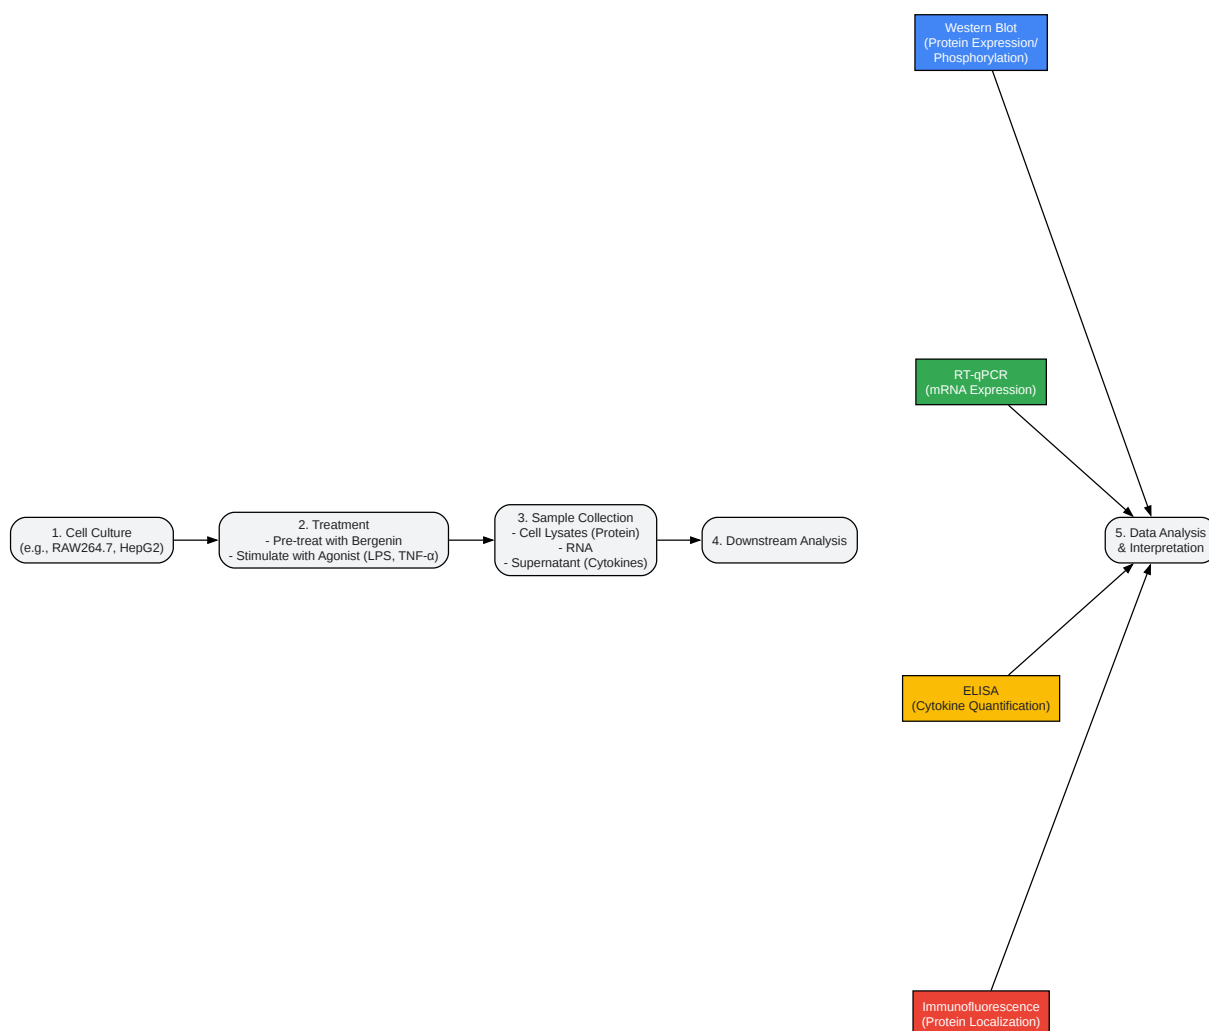 Western Blot
(Protein Expression/
Phosphorylation)
RT-qPCR
(mRNA Expression)
1. Cell Culture
(e.g., RAW264.7, HepG2)
2. Treatment
- Pre-treat with Bergenin
- Stimulate with Agonist (LPS, TNF-α)
3. Sample Collection
- Cell Lysates (Protein)
- RNA
- Supernatant (Cytokines)
4. Downstream Analysis
5. Data Analysis
& Interpretation
ELISA
(Cytokine Quantification)
Immunofluorescence
(Protein Localization)